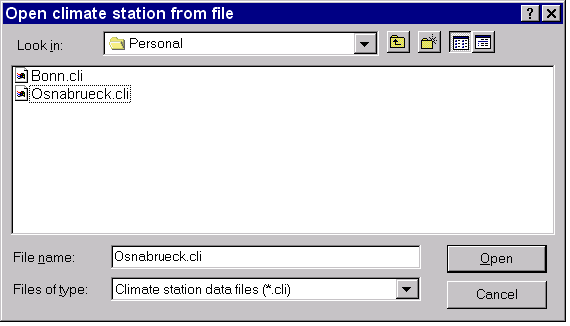 Open climate station from file
Look in: Personal
Bonn.cli
Osnabrueck.cli
File name: Osnabrueck.cli Open
Files of type: Climate station data files (*.cli) Cancel